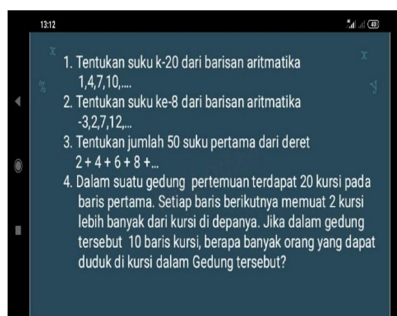 13:12
43
1. Tentukan suku k-20 dari barisan aritmatika
1,4,7,10,....
2. Tentukan suku ke-8 dari barisan aritmatika
-3,2,7,12,...
3. Tentukan jumlah 50 suku pertama dari deret
2 + 4 + 6 + 8 +...
4. Dalam suatu gedung pertemuan terdapat 20 kursi pada
baris pertama. Setiap baris berikutnya memuat 2 kursi
lebih banyak dari kursi di depanya. Jika dalam gedung
tersebut 10 baris kursi, berapa banyak orang yang dapat
duduk di kursi dalam Gedung tersebut?